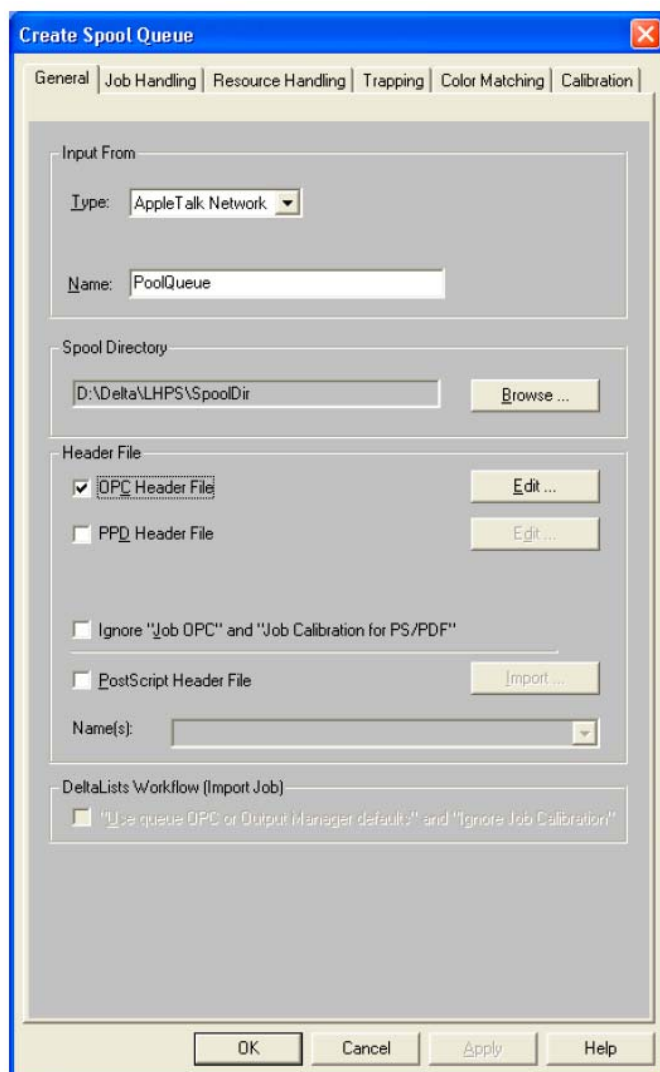 Create Spool Queue
General Job Handling Resource Handling Trapping Color Matching Calibration
Input From
Type: AppleTalk Network
Name: PoolQueue
Spool Directory
D:\Delta\LHPS\SpoolDir Browse ...
Header File
OPC Header File Edit ...
PPD Header File Edit ...
Ignore "Job OPC" and "Job Calibration for PS/PDF"
PostScript Header File Import ...
Name(s):
DeltaLists Workflow (Import Job)
"Use queue OPC or Output Manager defaults" and "Ignore Job Calibration"
OK Cancel Apply Help